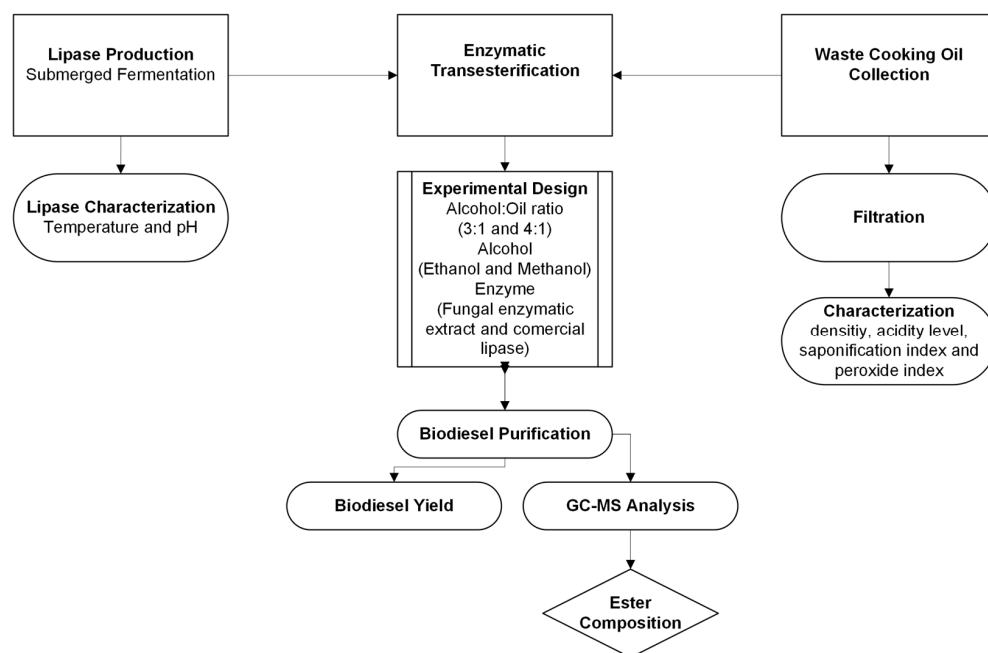 Lipase Production
Submerged Fermentation
Enzymatic
Transesterification
Waste Cooking Oil
Collection
Lipase Characterization
Temperature and pH
Experimental Design
Alcohol:Oil ratio
(3:1 and 4:1)
Alcohol
(Ethanol and Methanol)
Enzyme
(Fungal enzymatic
extract and comercial
lipase)
Filtration
Characterization
densitiy, acidity level,
saponification index and
peroxide index
Biodiesel Purification
Biodiesel Yield
GC-MS Analysis
Ester
Composition